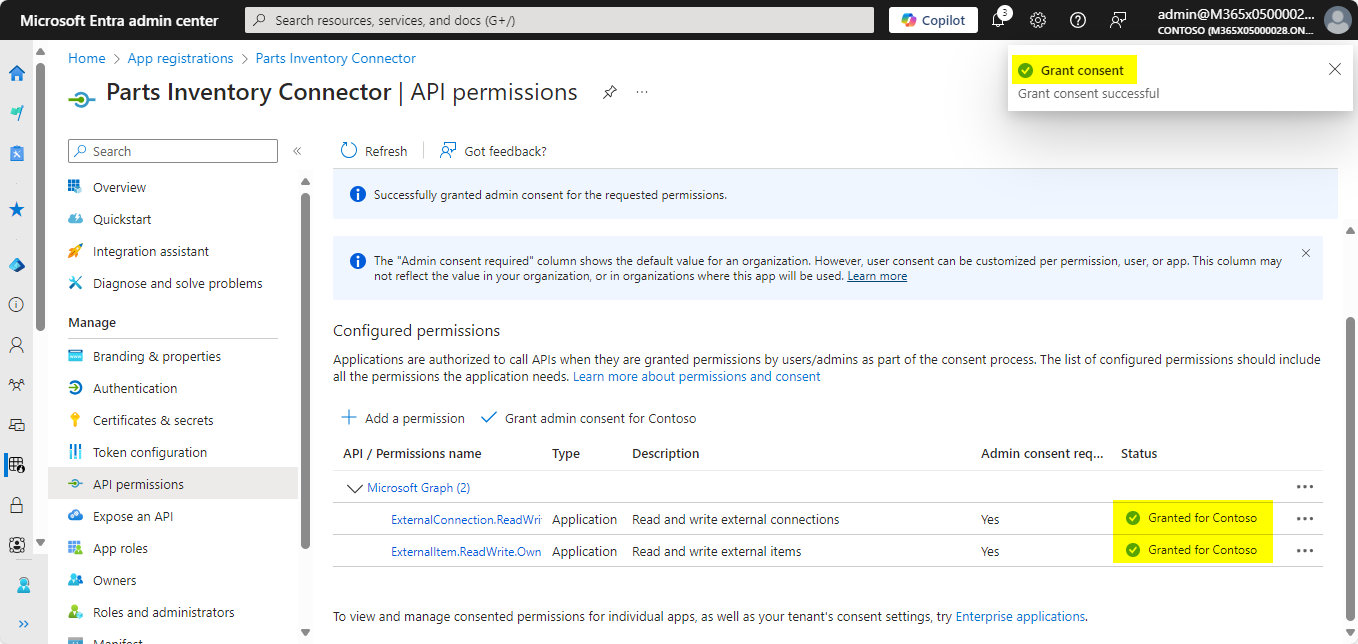 Microsoft Entra admin center
Search resources, services, and docs (G+/)
Copilot
3
admin@M365x0500002...
CONTOSO (M365X05000028.ON...
Home > App registrations > Parts Inventory Connector
Parts Inventory Connector | API permissions
...
Grant consent
Grant consent successful
Search
«
Overview
Quickstart
Integration assistant
Diagnose and solve problems
Manage
Branding & properties
Authentication
Certificates & secrets
Token configuration
API permissions
Expose an API
App roles
Owners
Roles and administrators
Manifest
Refresh
Got feedback?
Successfully granted admin consent for the requested permissions.
The "Admin consent required" column shows the default value for an organization. However, user consent can be customized per permission, user, or app. This column may
not reflect the value in your organization, or in organizations where this app will be used. Learn more
Configured permissions
Applications are authorized to call APIs when they are granted permissions by users/admins as part of the consent process. The list of configured permissions should include
all the permissions the application needs. Learn more about permissions and consent
Add a permission
Grant admin consent for Contoso
API / Permissions name Type Description Admin consent req... Status
Microsoft Graph (2)
ExternalConnection.ReadWri Application Read and write external connections Yes Granted for Contoso
ExternalItem.ReadWrite.Own Application Read and write external items Yes Granted for Contoso
To view and manage consented permissions for individual apps, as well as your tenant's consent settings, try Enterprise applications.